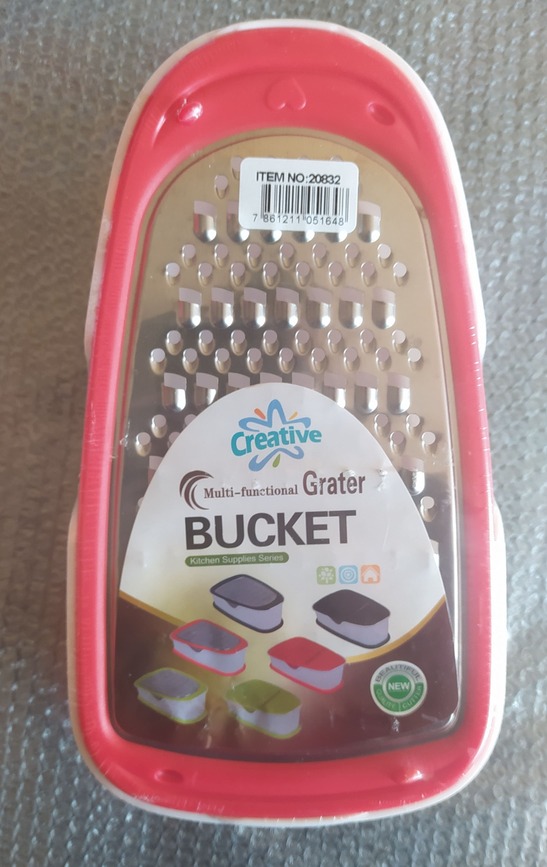 ITEM NO:20832
7 861211 051648
Creative
Multi-functional Grater
BUCKET
Kitchen Supplies Series
NEW